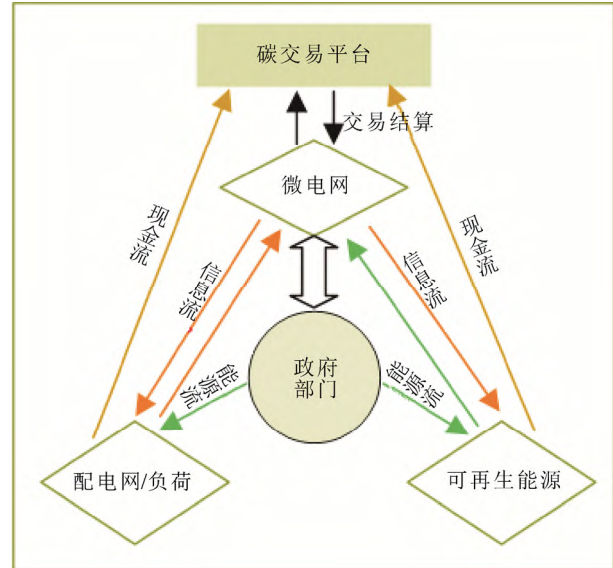 碳交易平台
交易结算
微电网
现金流
现金流
信息流
信息流
政府
部门
能源流
能源流
配电网/负荷
可再生能源